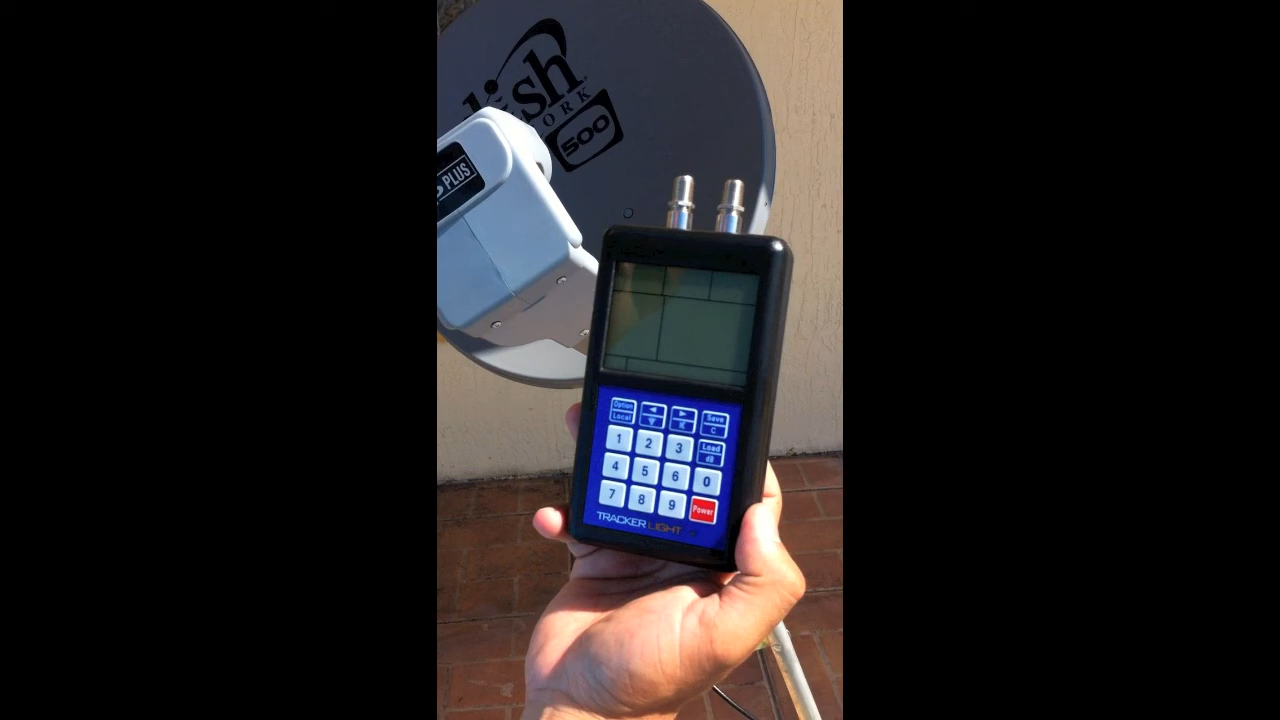 dish
ORK
500
PLUS
Option
Local
◄
▼
►
Save
C
1
2
3
Load
dB
4
5
6
0
7
8
9
Power
TRACKER LIGHT